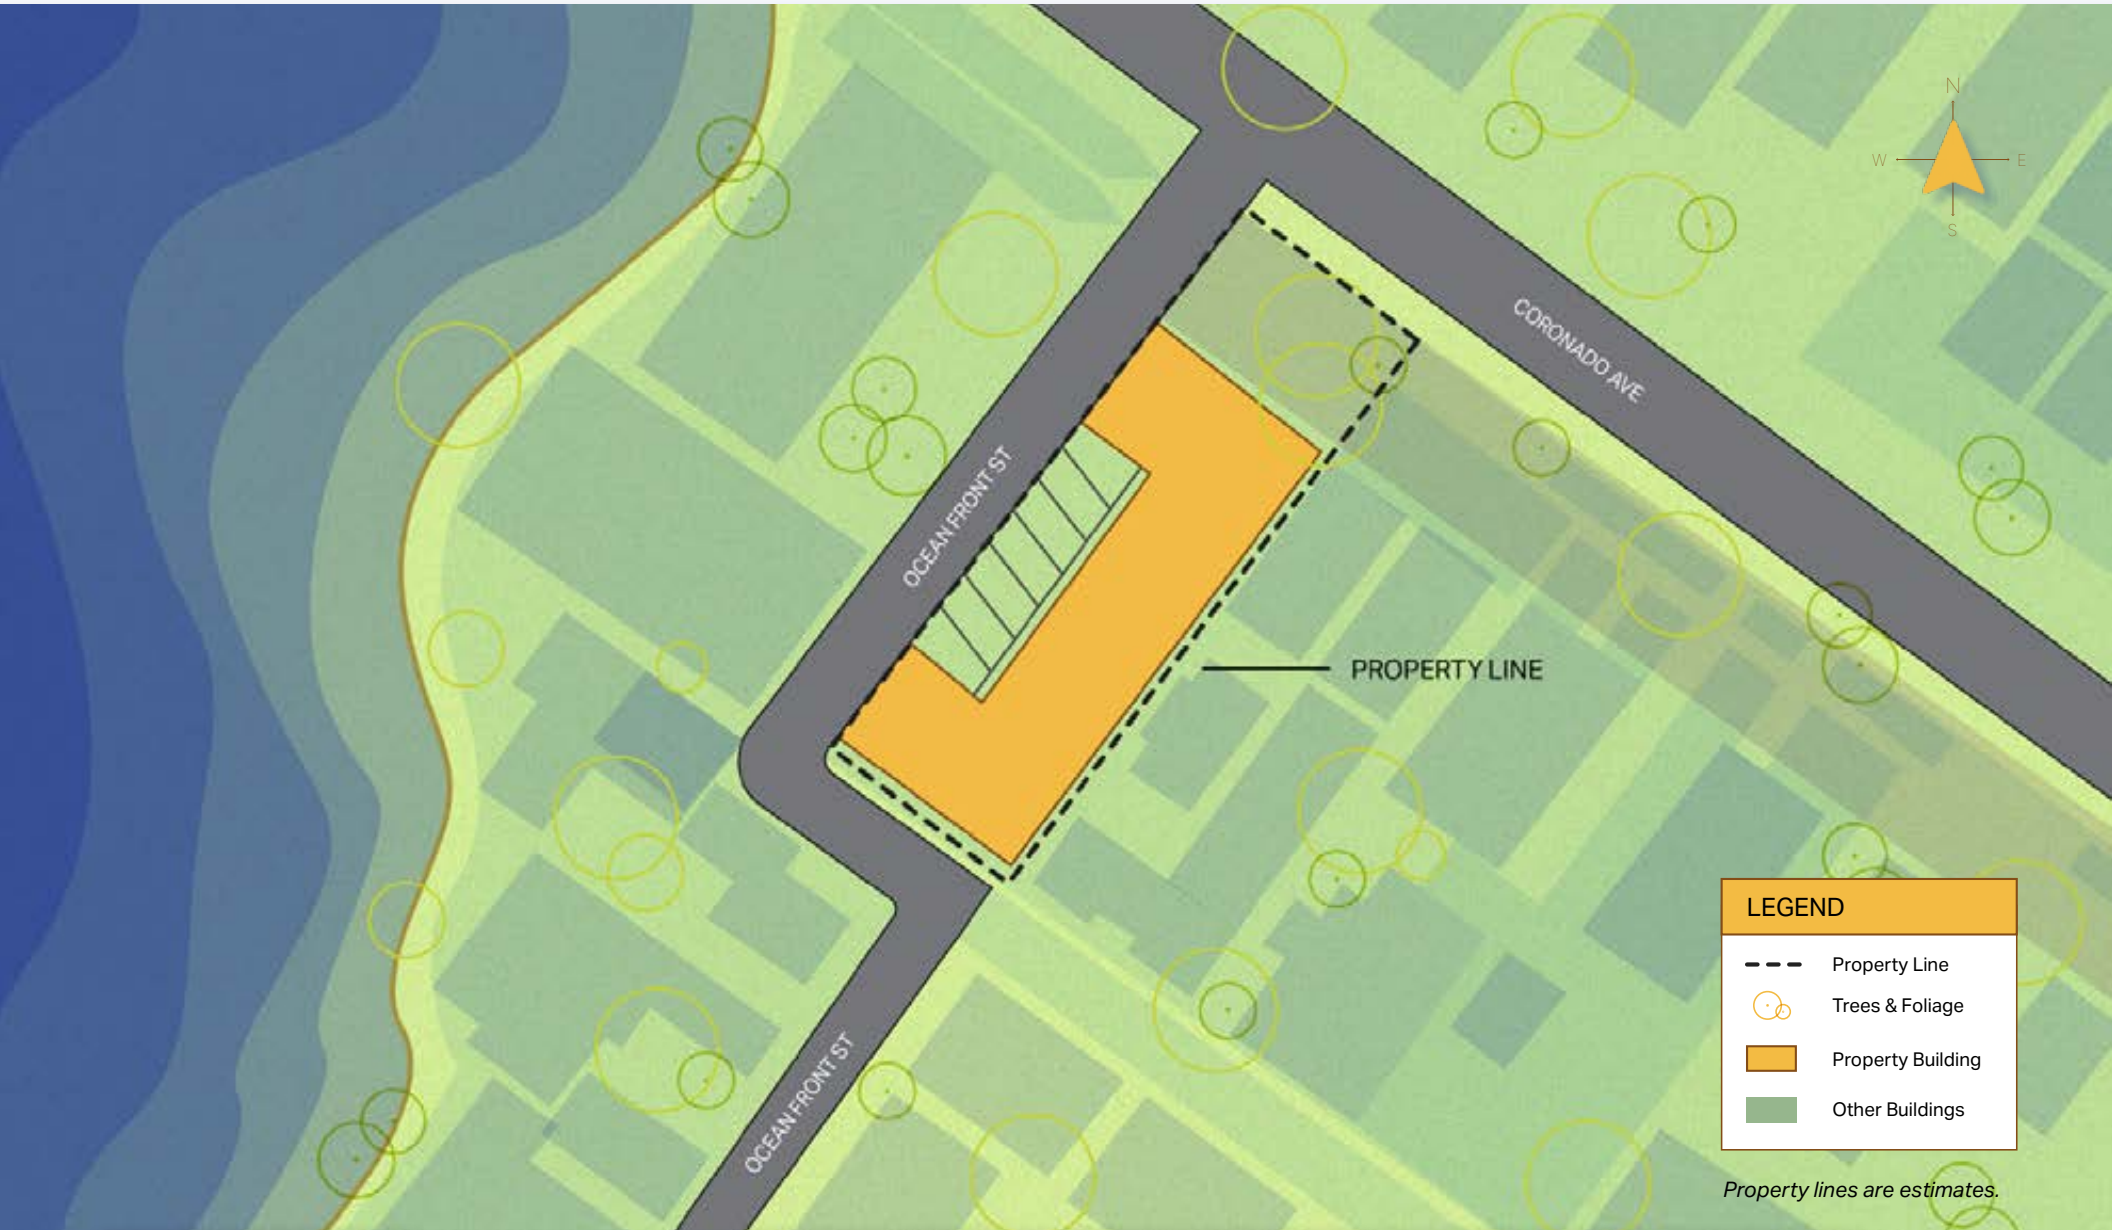 N
W E
S
CORONADO AVE
OCEAN FRONT ST
PROPERTY LINE
OCEAN FRONT ST
LEGEND
Property Line
Trees & Foliage
Property Building
Other Buildings
Property lines are estimates.